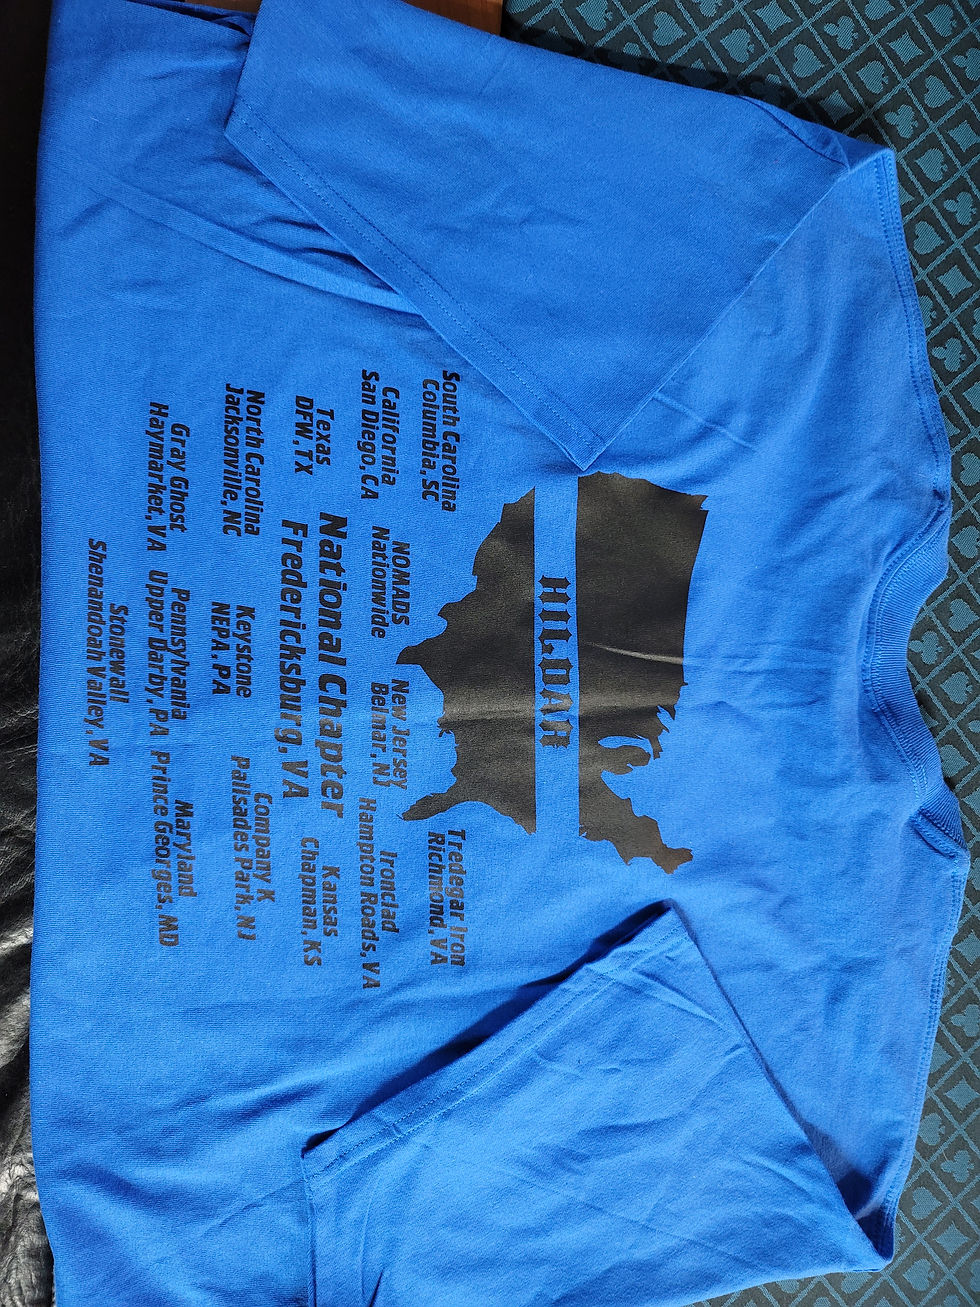 South Carolina
Columbia, SC
Tredegar Iron
Richmond, VA
California
San Diego, CA
NOMADS
Nationwide
New Jersey
Belmar, NJ
Ironclad
Hampton Roads, VA
Texas
DFW, TX
National Chapter
Fredericksburg, VA
Kansas
Chapman, KS
North Carolina
Jacksonville, NC
Keystone
NEPA, PA
Company K
Palisades Park, NJ
Gray Ghost
Haymarket, VA
Pennsylvania
Upper Darby, PA
Maryland
Prince Georges, MD
Stonewall
Shenandoah Valley, VA